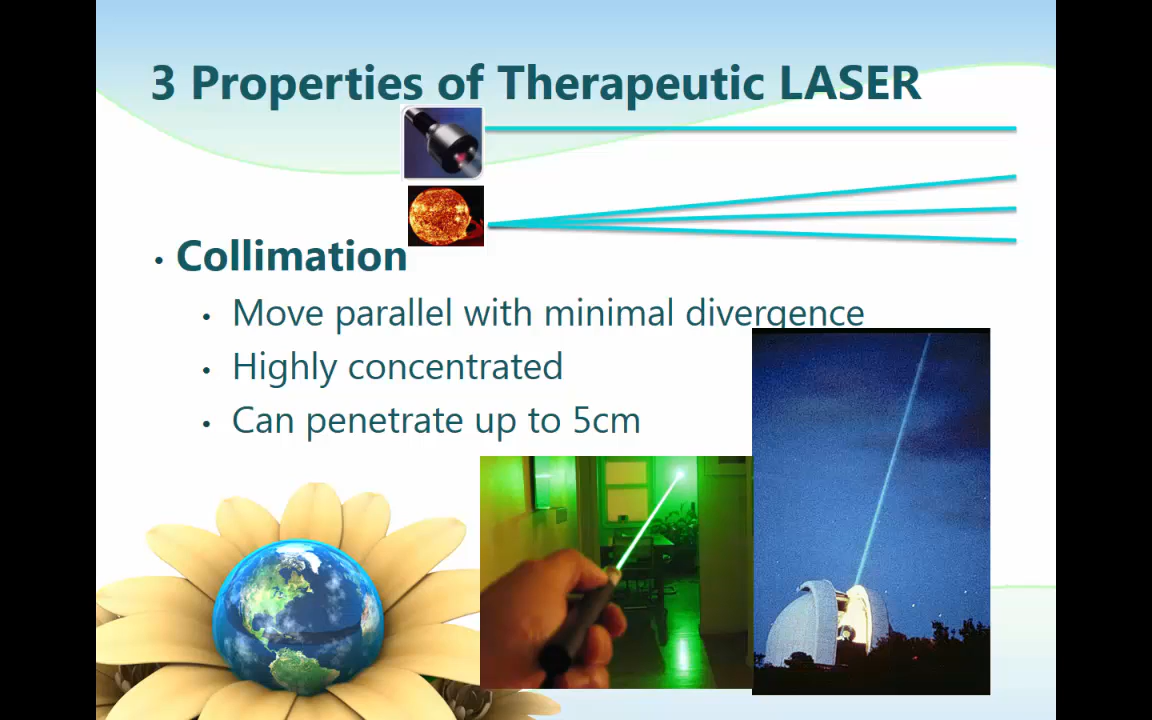 3 Properties of Therapeutic LASER
• Collimation
• Move parallel with minimal divergence
• Highly concentrated
• Can penetrate up to 5cm